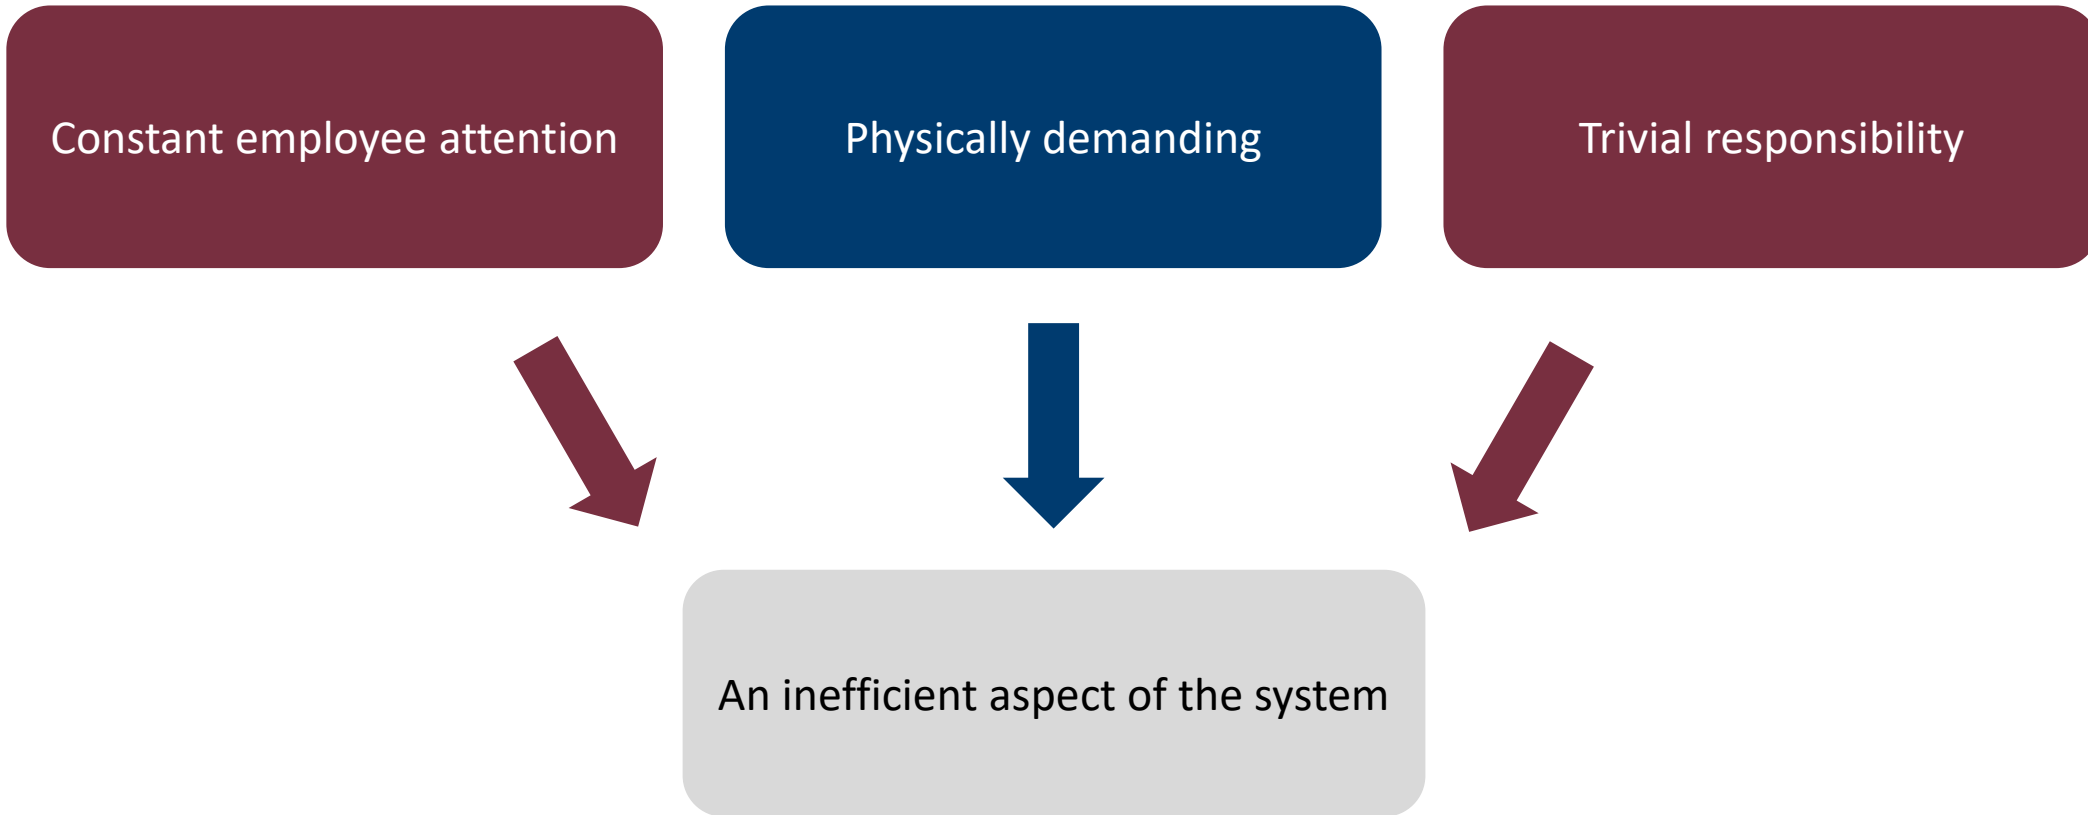 Constant employee attention
Physically demanding
Trivial responsibility
An inefficient aspect of the system